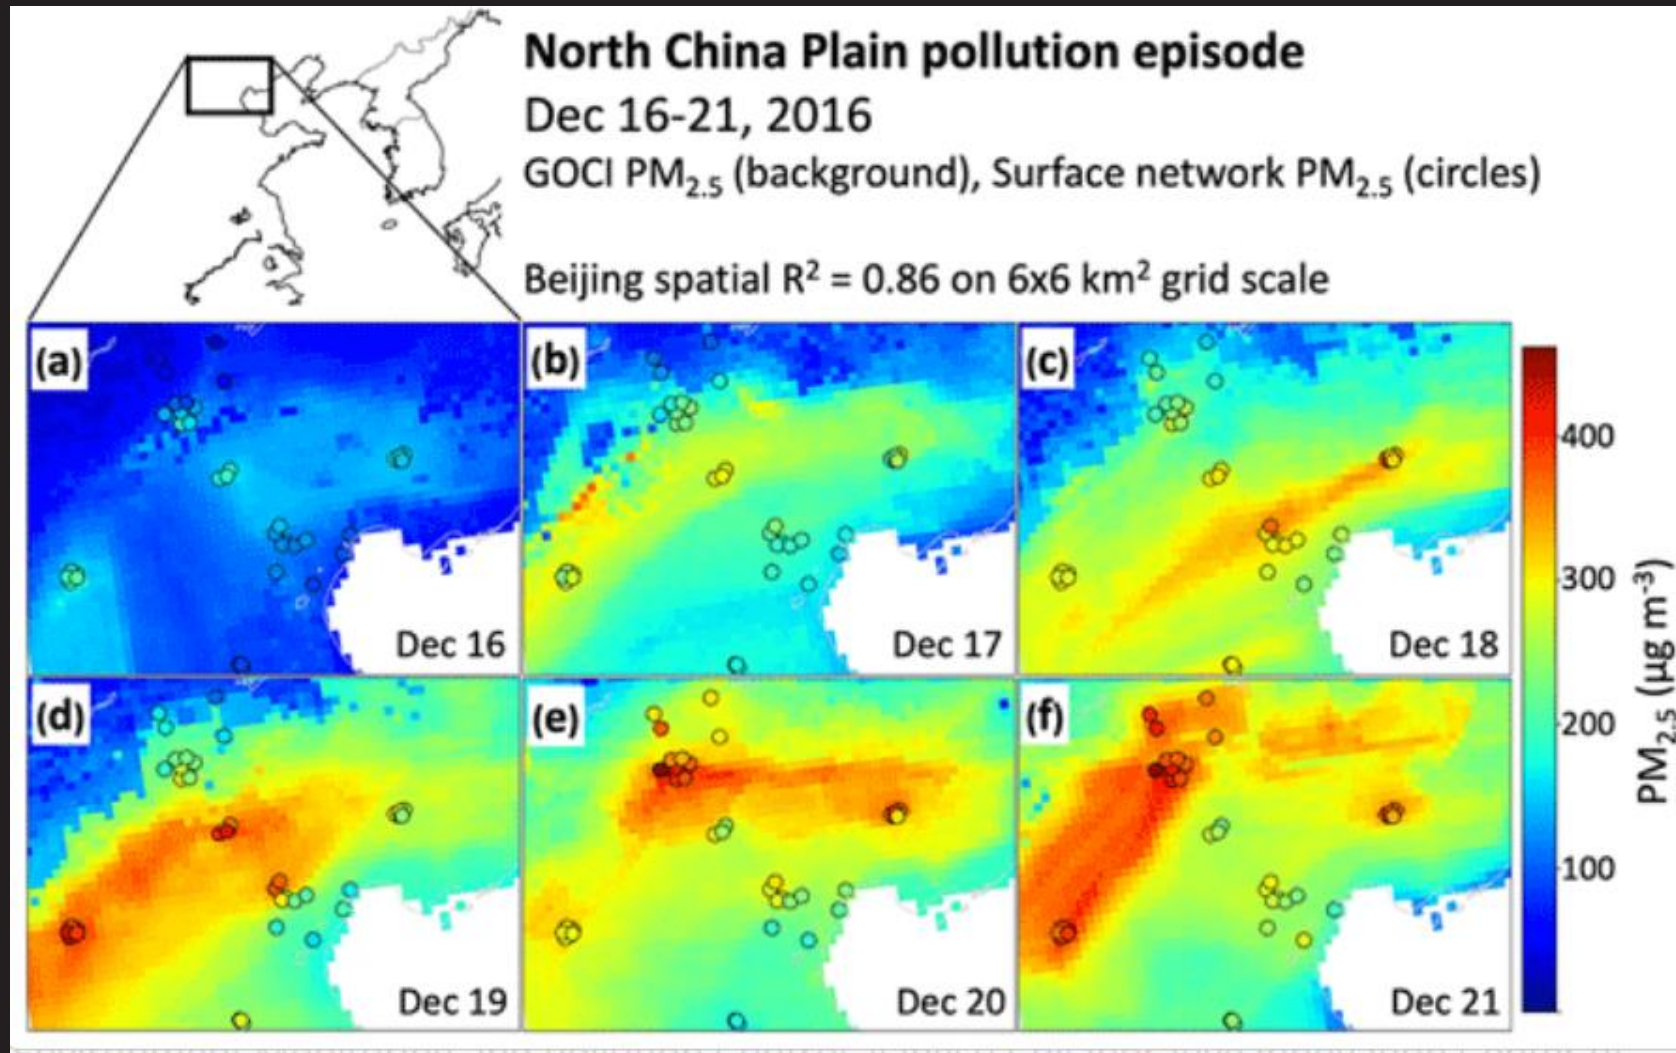 North China Plain pollution episode
Dec 16-21, 2016
GOCI PM2.5 (background), Surface network PM2.5 (circles)
Beijing spatial R² = 0.86 on 6x6 km² grid scale
(a)
Dec 16
(b)
Dec 17
(c)
Dec 18
(d)
Dec 19
(e)
Dec 20
(f)
Dec 21
400
300
200
100
PM2.5 (µg m-3)